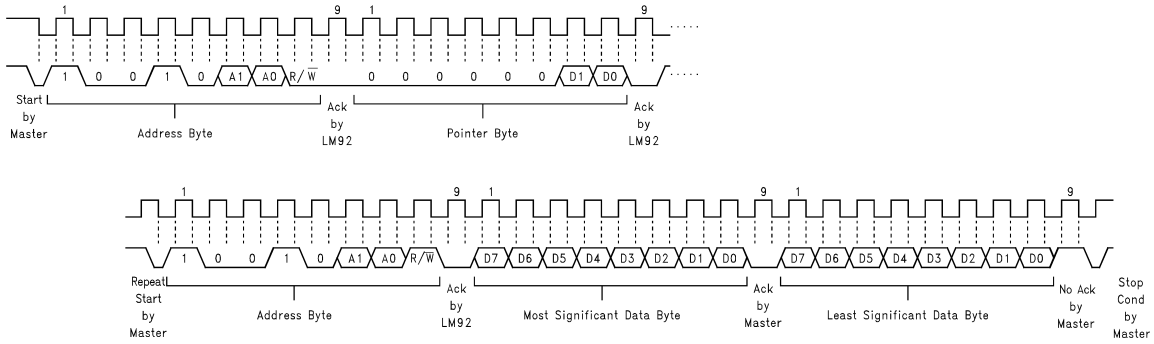 1 9 1 9
1 0 0 1 0 A1 A0 R/W 0 0 0 0 0 0 D1 D0
Start
by
Master
Address Byte
Ack
by
LM92
Pointer Byte
Ack
by
LM92
1 9 1 9 1 9
1 0 0 1 0 A1 A0 R/W D7 D6 D5 D4 D3 D2 D1 D0 D7 D6 D5 D4 D3 D2 D1 D0
Repeat
Start
by
Master
Address Byte
Ack
by
LM92
Most Significant Data Byte
Ack
by
Master
Least Significant Data Byte
No Ack
by
Master
Stop
Cond
by
Master